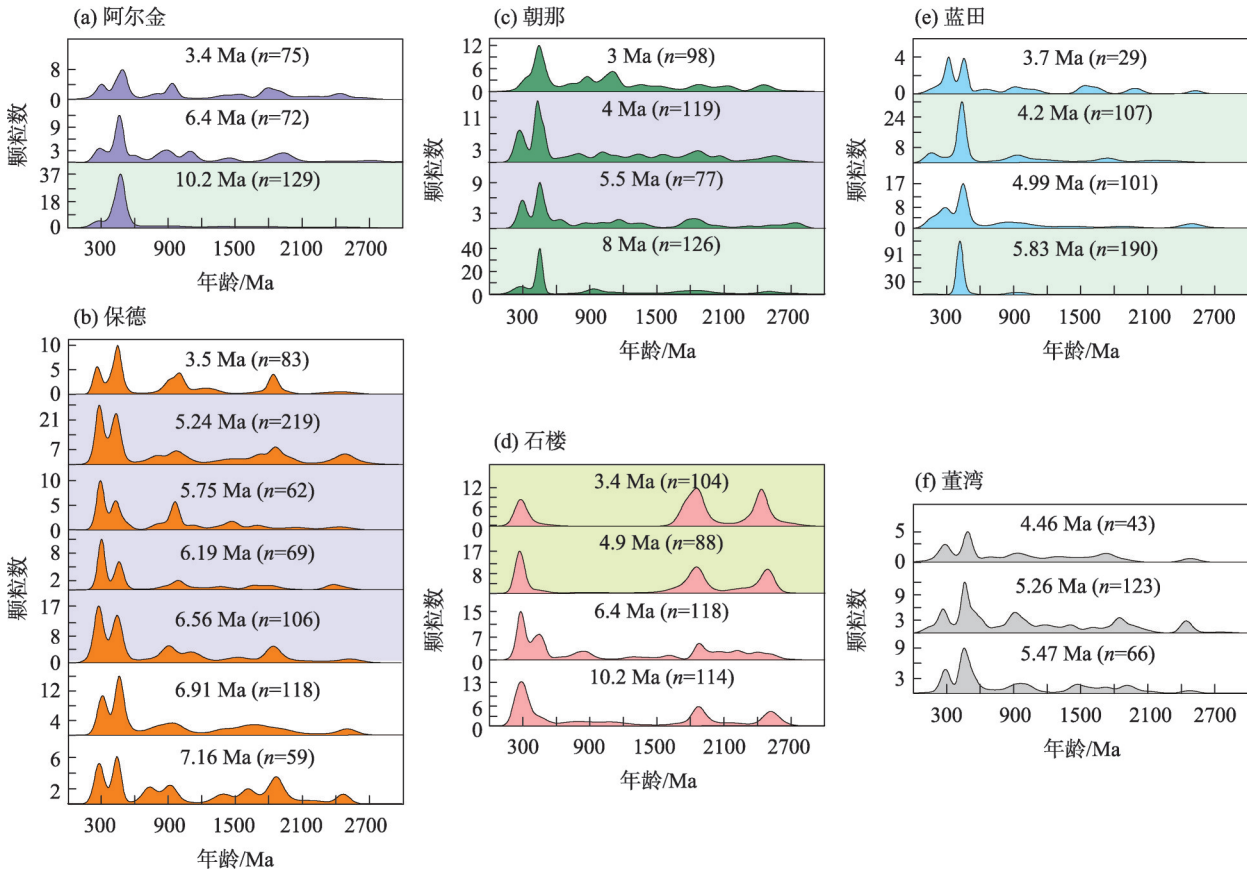 (a) 阿尔金
3.4 Ma (n=75)
8
0
6.4 Ma (n=72)
9
3
10.2 Ma (n=129)
37
18
0
颗粒数
300 900 1500 2100 2700
年龄/Ma
(b) 保德
3.5 Ma (n=83)
10
5
0
5.24 Ma (n=219)
21
7
5.75 Ma (n=62)
10
5
0
6.19 Ma (n=69)
12
8
2
6.56 Ma (n=106)
17
8
0
6.91 Ma (n=118)
12
4
7.16 Ma (n=59)
6
2
颗粒数
300 900 1500 2100 2700
年龄/Ma
(c) 朝那
3 Ma (n=98)
12
9
6
3
0
4 Ma (n=119)
11
3
5.5 Ma (n=77)
9
3
8 Ma (n=126)
40
20
0
颗粒数
300 900 1500 2100 2700
年龄/Ma
(d) 石楼
3.4 Ma (n=104)
12
6
3
0
4.9 Ma (n=88)
17
8
6.4 Ma (n=118)
15
7
0
10.2 Ma (n=114)
13
6
3
0
颗粒数
300 900 1500 2100 2700
年龄/Ma
(e) 蓝田
3.7 Ma (n=29)
4
2
0
4.2 Ma (n=107)
24
8
4.99 Ma (n=101)
17
8
4
0
5.83 Ma (n=190)
91
30
颗粒数
300 900 1500 2100 2700
年龄/Ma
(f) 董湾
4.46 Ma (n=43)
5
0
5.26 Ma (n=123)
9
3
5.47 Ma (n=66)
9
3
颗粒数
300 900 1500 2100 2700
年龄/Ma